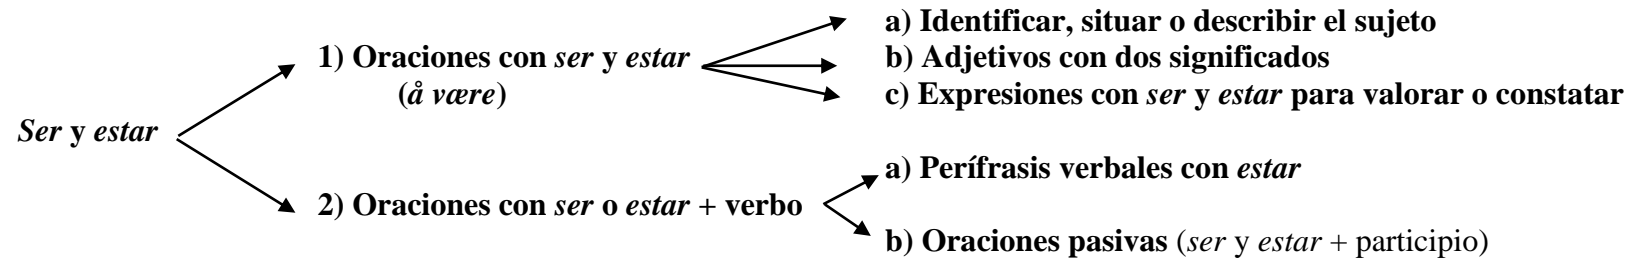 Ser y estar
1) Oraciones con ser y estar
(å være)
a) Identificar, situar o describir el sujeto
b) Adjetivos con dos significados
c) Expresiones con ser y estar para valorar o constatar
2) Oraciones con ser o estar + verbo
a) Perífrasis verbales con estar
b) Oraciones pasivas (ser y estar + participio)